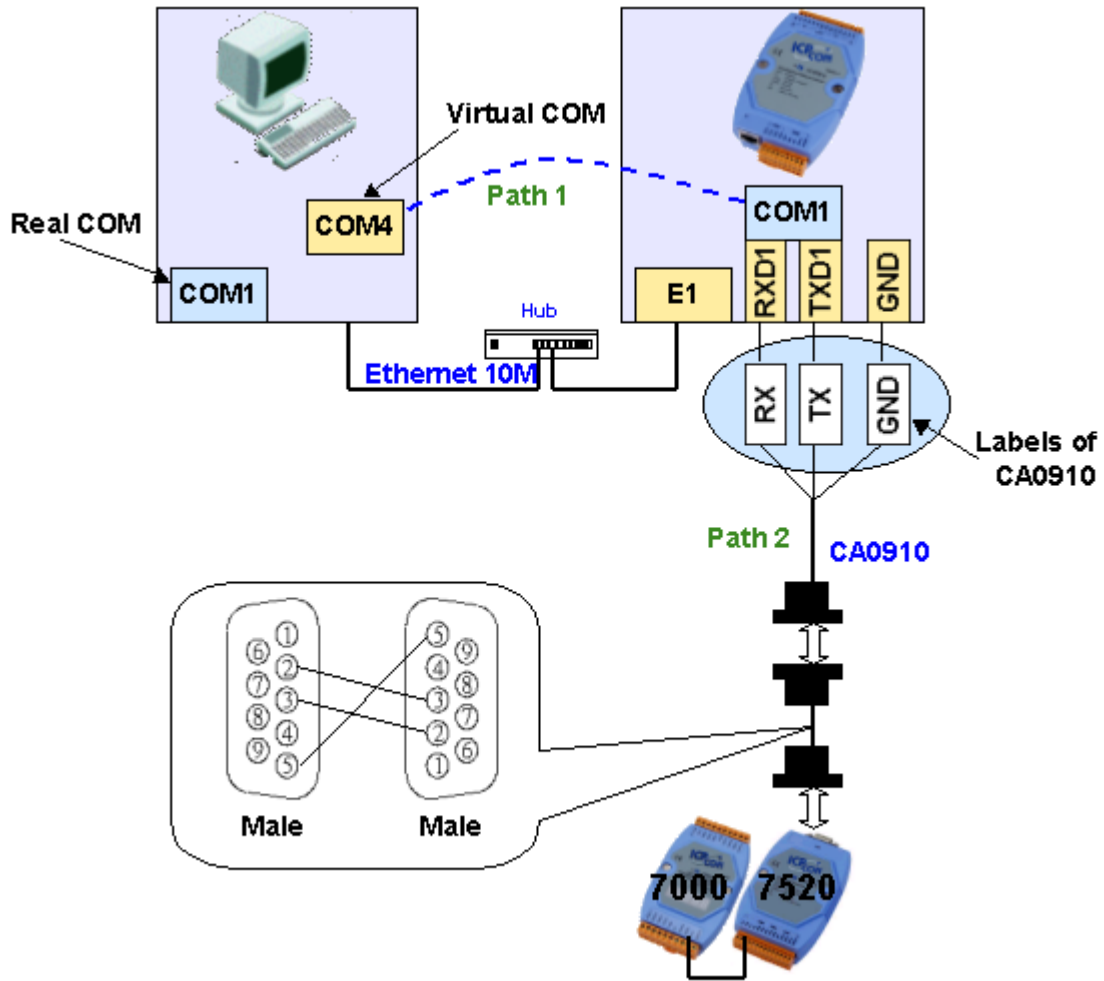 Virtual COM
Path 1
Real COM
COM4
COM1
COM1
RXD1
TXD1
GND
E1
Hub
Ethernet 10M
RX
TX
GND
Labels of
CA0910
Path 2
CA0910
1
6
2
7
3
8
4
9
5
5
9
4
8
3
7
2
6
1
Male
Male
7000
7520